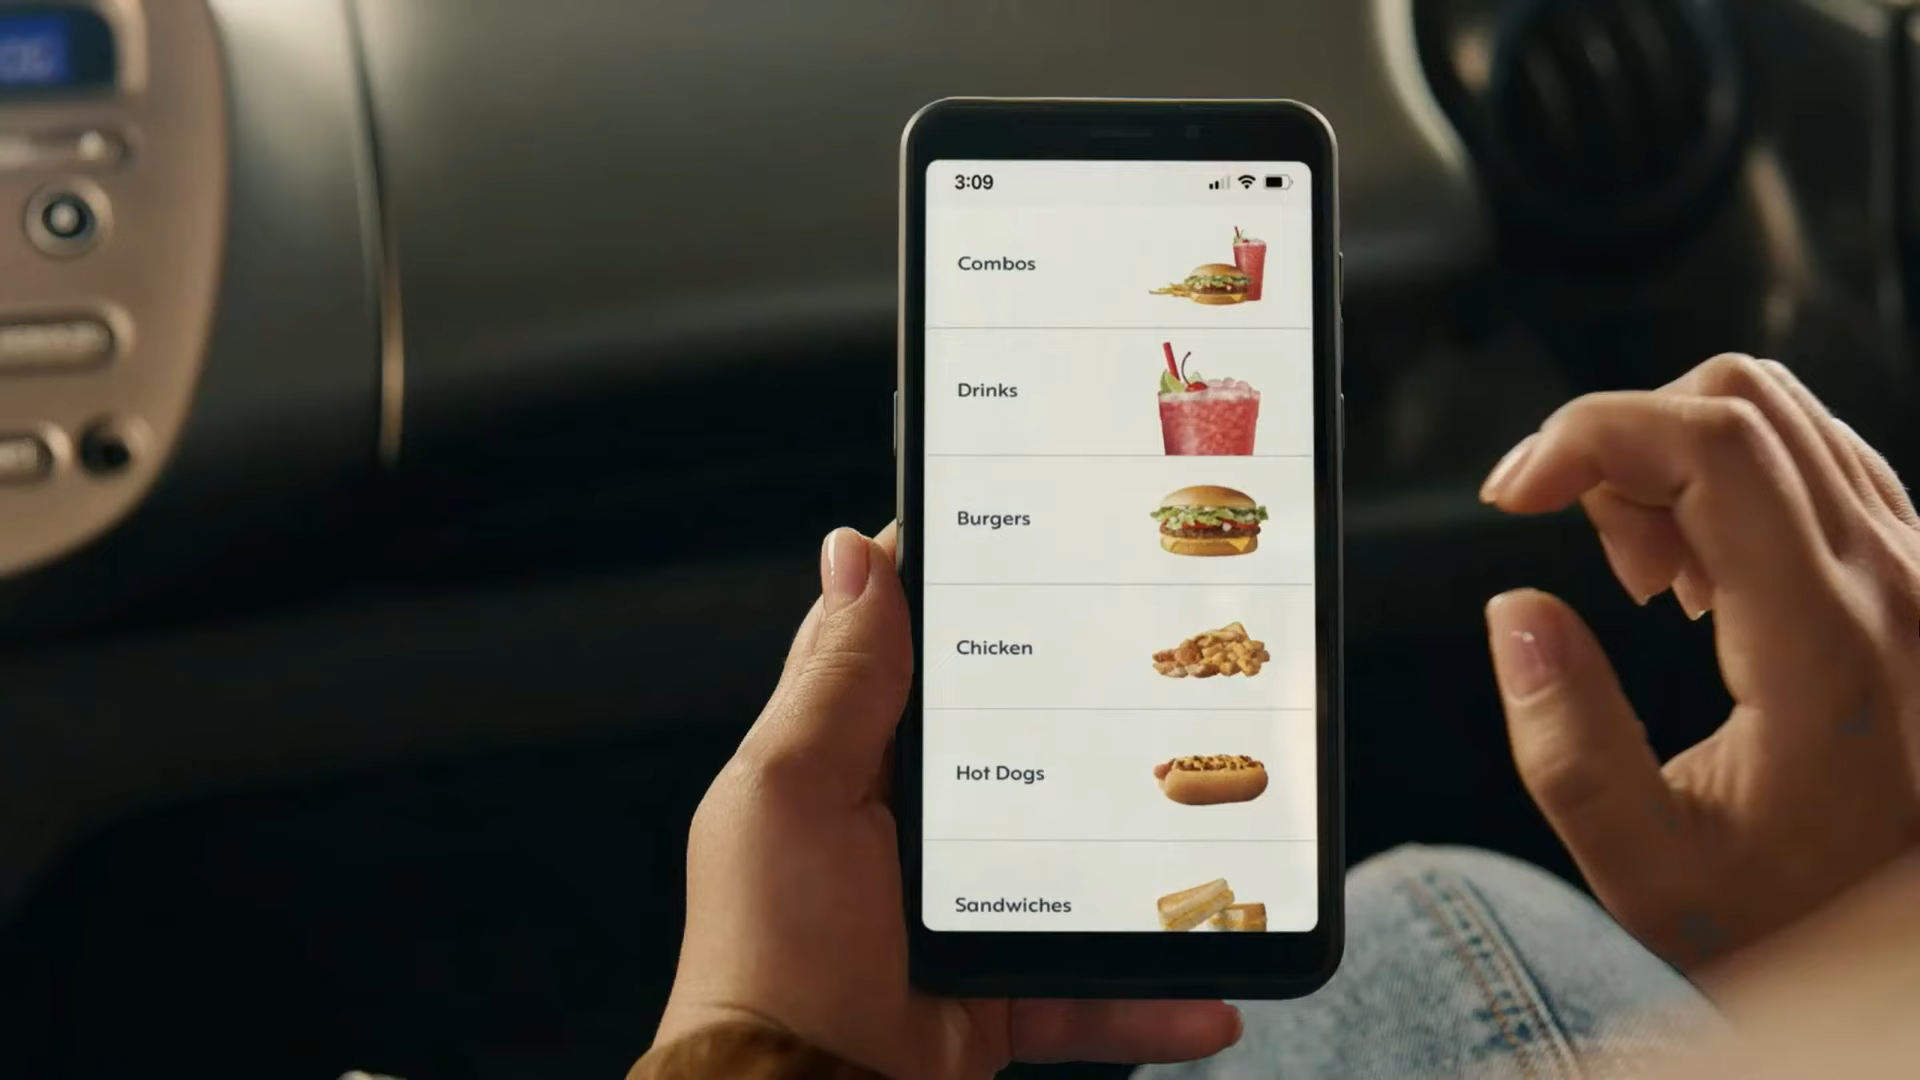 3:09
Combos
Drinks
Burgers
Chicken
Hot Dogs
Sandwiches